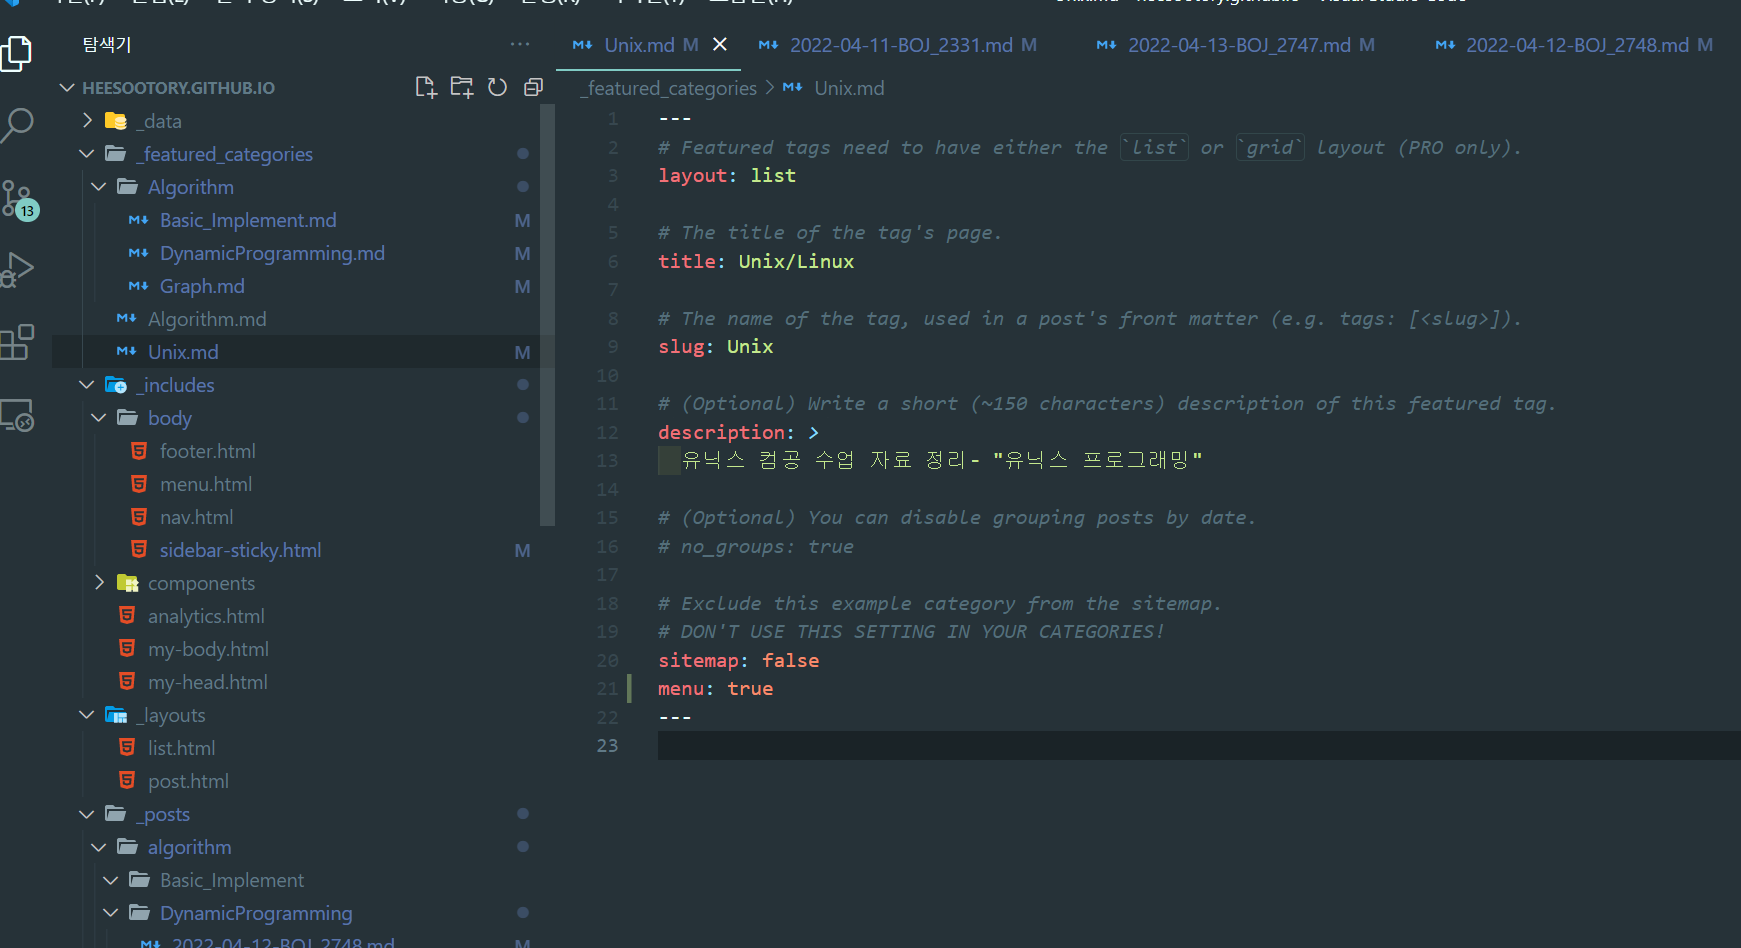 탐색기
HEESOOTORY.GITHUB.IO
_data
_featured_categories
Algorithm
Basic_Implement.md M
DynamicProgramming.md M
Graph.md M
Algorithm.md
Unix.md M
_includes
body
footer.html
menu.html
nav.html
sidebar-sticky.html M
components
analytics.html
my-body.html
my-head.html
_layouts
list.html
post.html
_posts
algorithm
Basic_Implement
DynamicProgramming
2022-04-12-BOJ_2748.md M
13
Unix.md M 2022-04-11-BOJ_2331.md M 2022-04-13-BOJ_2747.md M 2022-04-12-BOJ_2748.md M
_featured_categories > Unix.md
1 ---
2 # Featured tags need to have either the `list` or `grid` layout (PRO only).
3 layout: list
4
5 # The title of the tag's page.
6 title: Unix/Linux
7
8 # The name of the tag, used in a post's front matter (e.g. tags: [<slug>]).
9 slug: Unix
10
11 # (Optional) Write a short (~150 characters) description of this featured tag.
12 description: >
13 유닉스 컴공 수업 자료 정리- "유닉스 프로그래밍"
14
15 # (Optional) You can disable grouping posts by date.
16 # no_groups: true
17
18 # Exclude this example category from the sitemap.
19 # DON'T USE THIS SETTING IN YOUR CATEGORIES!
20 sitemap: false
21 menu: true
22 ---
23